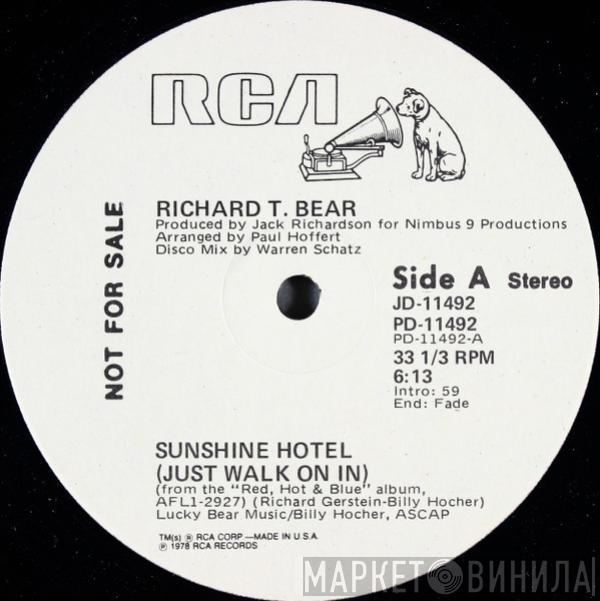 RCA
NOT FOR SALE
RICHARD T. BEAR
Produced by Jack Richardson for Nimbus 9 Productions
Arranged by Paul Hoffert
Disco Mix by Warren Schatz
Side A Stereo
JD-11492
PD-11492
PD-11492-A
33 1/3 RPM
6:13
Intro: 59
End: Fade
SUNSHINE HOTEL
(JUST WALK ON IN)
(from the "Red, Hot & Blue" album,
AFL1-2927) (Richard Gerstein-Billy Hocher)
Lucky Bear Music/Billy Hocher, ASCAP
TM(s) ® RCA CORP —MADE IN U.S.A.
℗ 1978 RCA RECORDS
МАРКЕТ ВИНИЛА